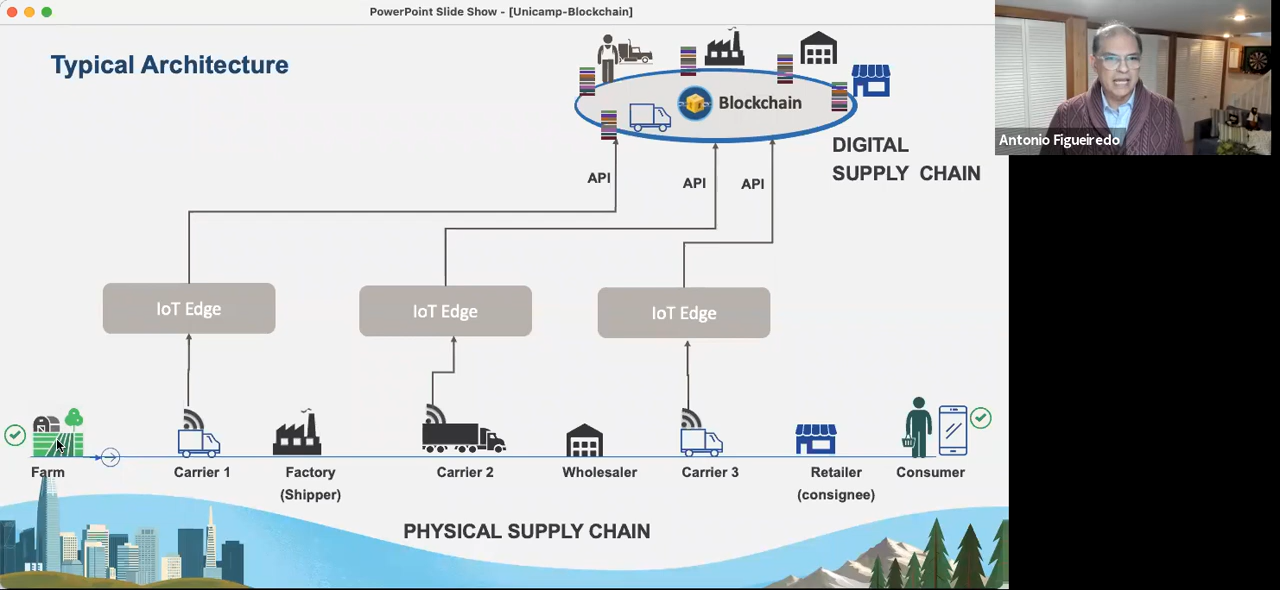 PowerPoint Slide Show - [Unicamp-Blockchain]
Typical Architecture
Blockchain
Antonio Figueiredo
DIGITAL
SUPPLY CHAIN
API
API
API
IoT Edge
IoT Edge
IoT Edge
Farm
Carrier 1
Factory
(Shipper)
Carrier 2
Wholesaler
Carrier 3
Retailer
(consignee)
Consumer
PHYSICAL SUPPLY CHAIN